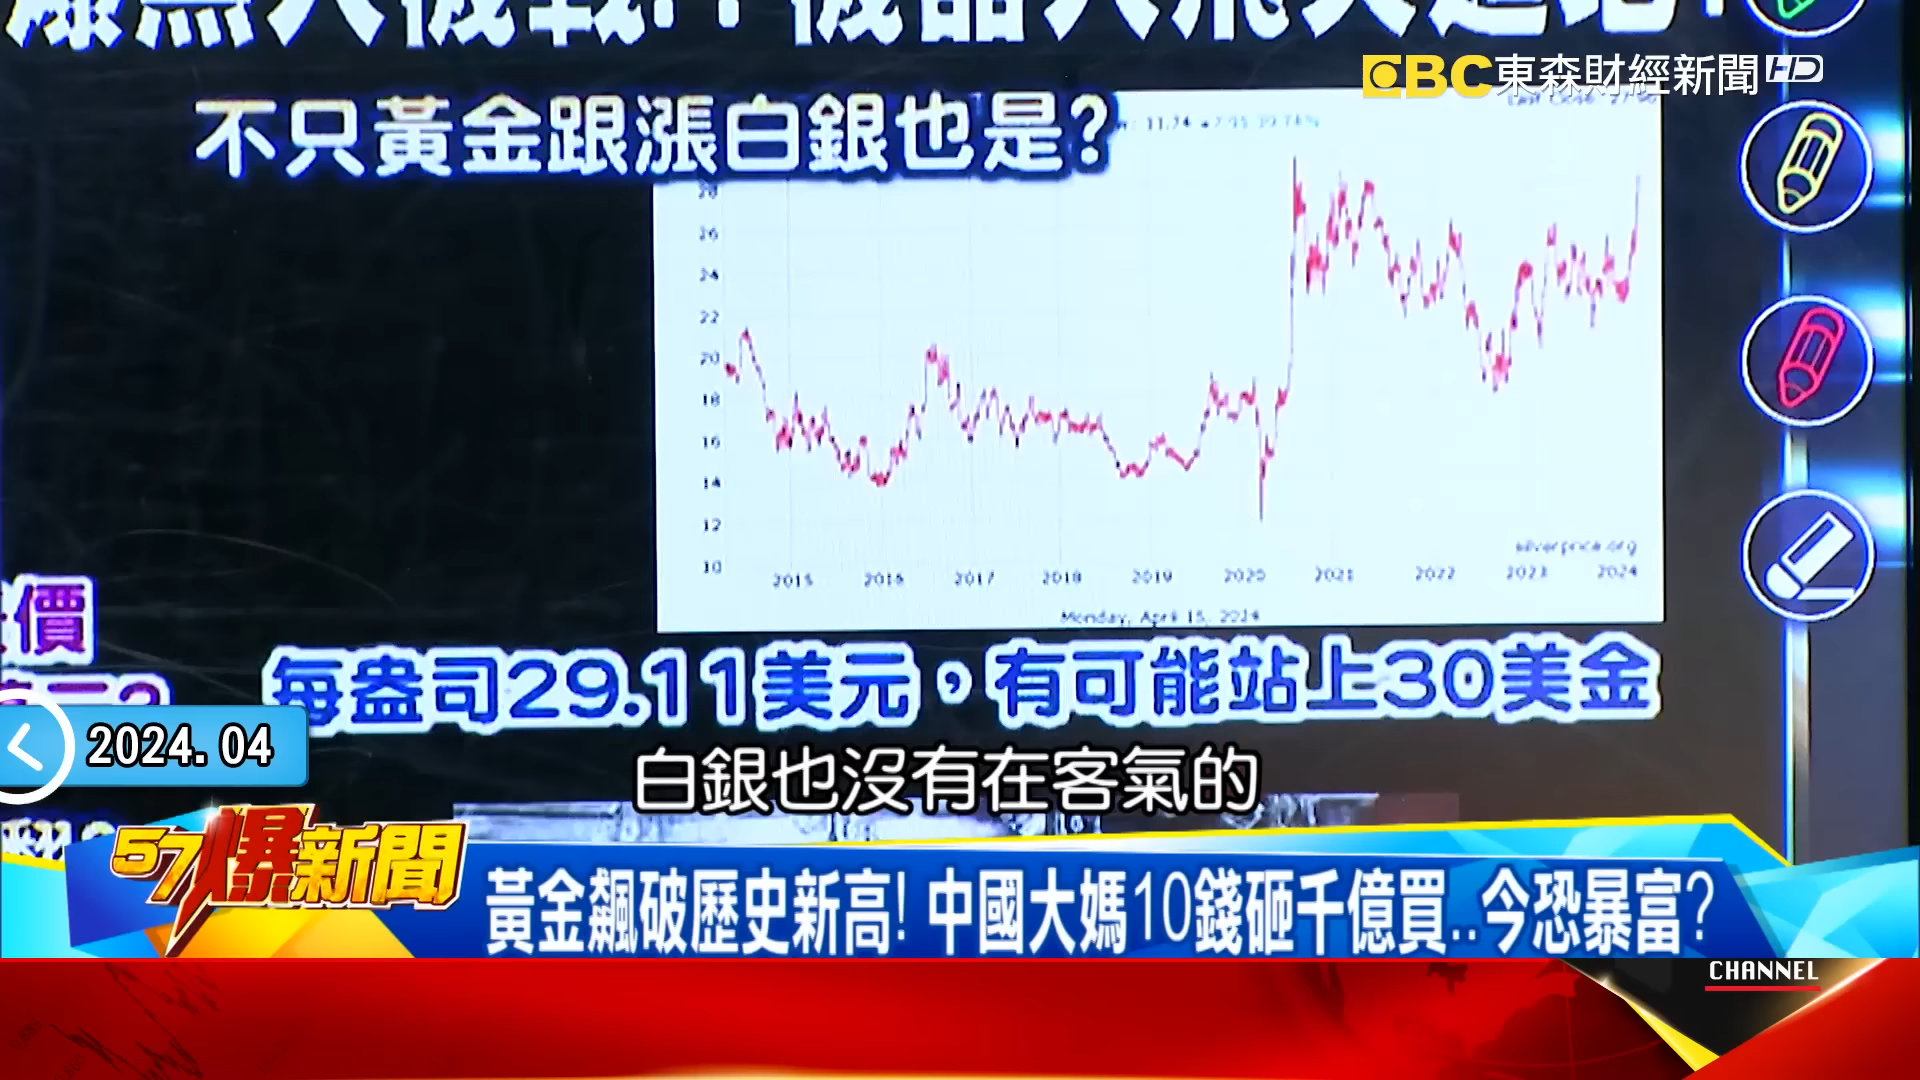 EBC東森財經新聞HD
不只黃金跟漲白銀也是?
28
26
24
22
20
18
16
14
12
10
2015 2016 2017 2018 2019 2020 2021 2022 2023 2024
silverprice.org
Monday, April 15, 2024
價
每盎司29.11美元，有可能站上30美金
2024.04
白銀也沒有在客氣的
57爆新聞
黃金飆破歷史新高! 中國大媽10錢砸千億買..今恐暴富?
CHANNEL